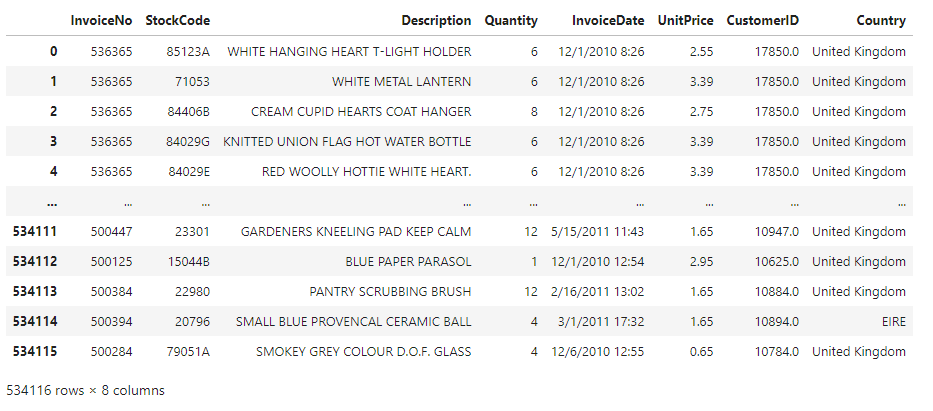 InvoiceNo StockCode Description Quantity InvoiceDate UnitPrice CustomerID Country
0 536365 85123A WHITE HANGING HEART T-LIGHT HOLDER 6 12/1/2010 8:26 2.55 17850.0 United Kingdom
1 536365 71053 WHITE METAL LANTERN 6 12/1/2010 8:26 3.39 17850.0 United Kingdom
2 536365 84406B CREAM CUPID HEARTS COAT HANGER 8 12/1/2010 8:26 2.75 17850.0 United Kingdom
3 536365 84029G KNITTED UNION FLAG HOT WATER BOTTLE 6 12/1/2010 8:26 3.39 17850.0 United Kingdom
4 536365 84029E RED WOOLLY HOTTIE WHITE HEART. 6 12/1/2010 8:26 3.39 17850.0 United Kingdom
... ... ... ... ... ... ... ... ...
534111 500447 23301 GARDENERS KNEELING PAD KEEP CALM 12 5/15/2011 11:43 1.65 10947.0 United Kingdom
534112 500125 15044B BLUE PAPER PARASOL 1 12/1/2010 12:54 2.95 10625.0 United Kingdom
534113 500384 22980 PANTRY SCRUBBING BRUSH 12 2/16/2011 13:02 1.65 10884.0 United Kingdom
534114 500394 20796 SMALL BLUE PROVENCAL CERAMIC BALL 4 3/1/2011 17:32 1.65 10894.0 EIRE
534115 500284 79051A SMOKEY GREY COLOUR D.O.F. GLASS 4 12/6/2010 12:55 0.65 10784.0 United Kingdom
534116 rows × 8 columns